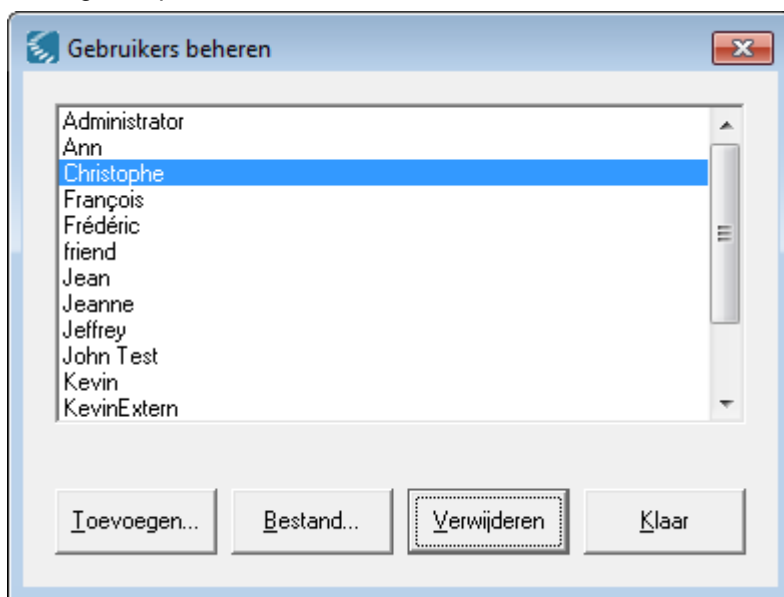 Gebruikers beheren
Administrator
Ann
Christophe
François
Frédéric
friend
Jean
Jeanne
Jeffrey
John Test
Kevin
KevinExtern
Toevoegen... Bestand... Verwijderen Klaar